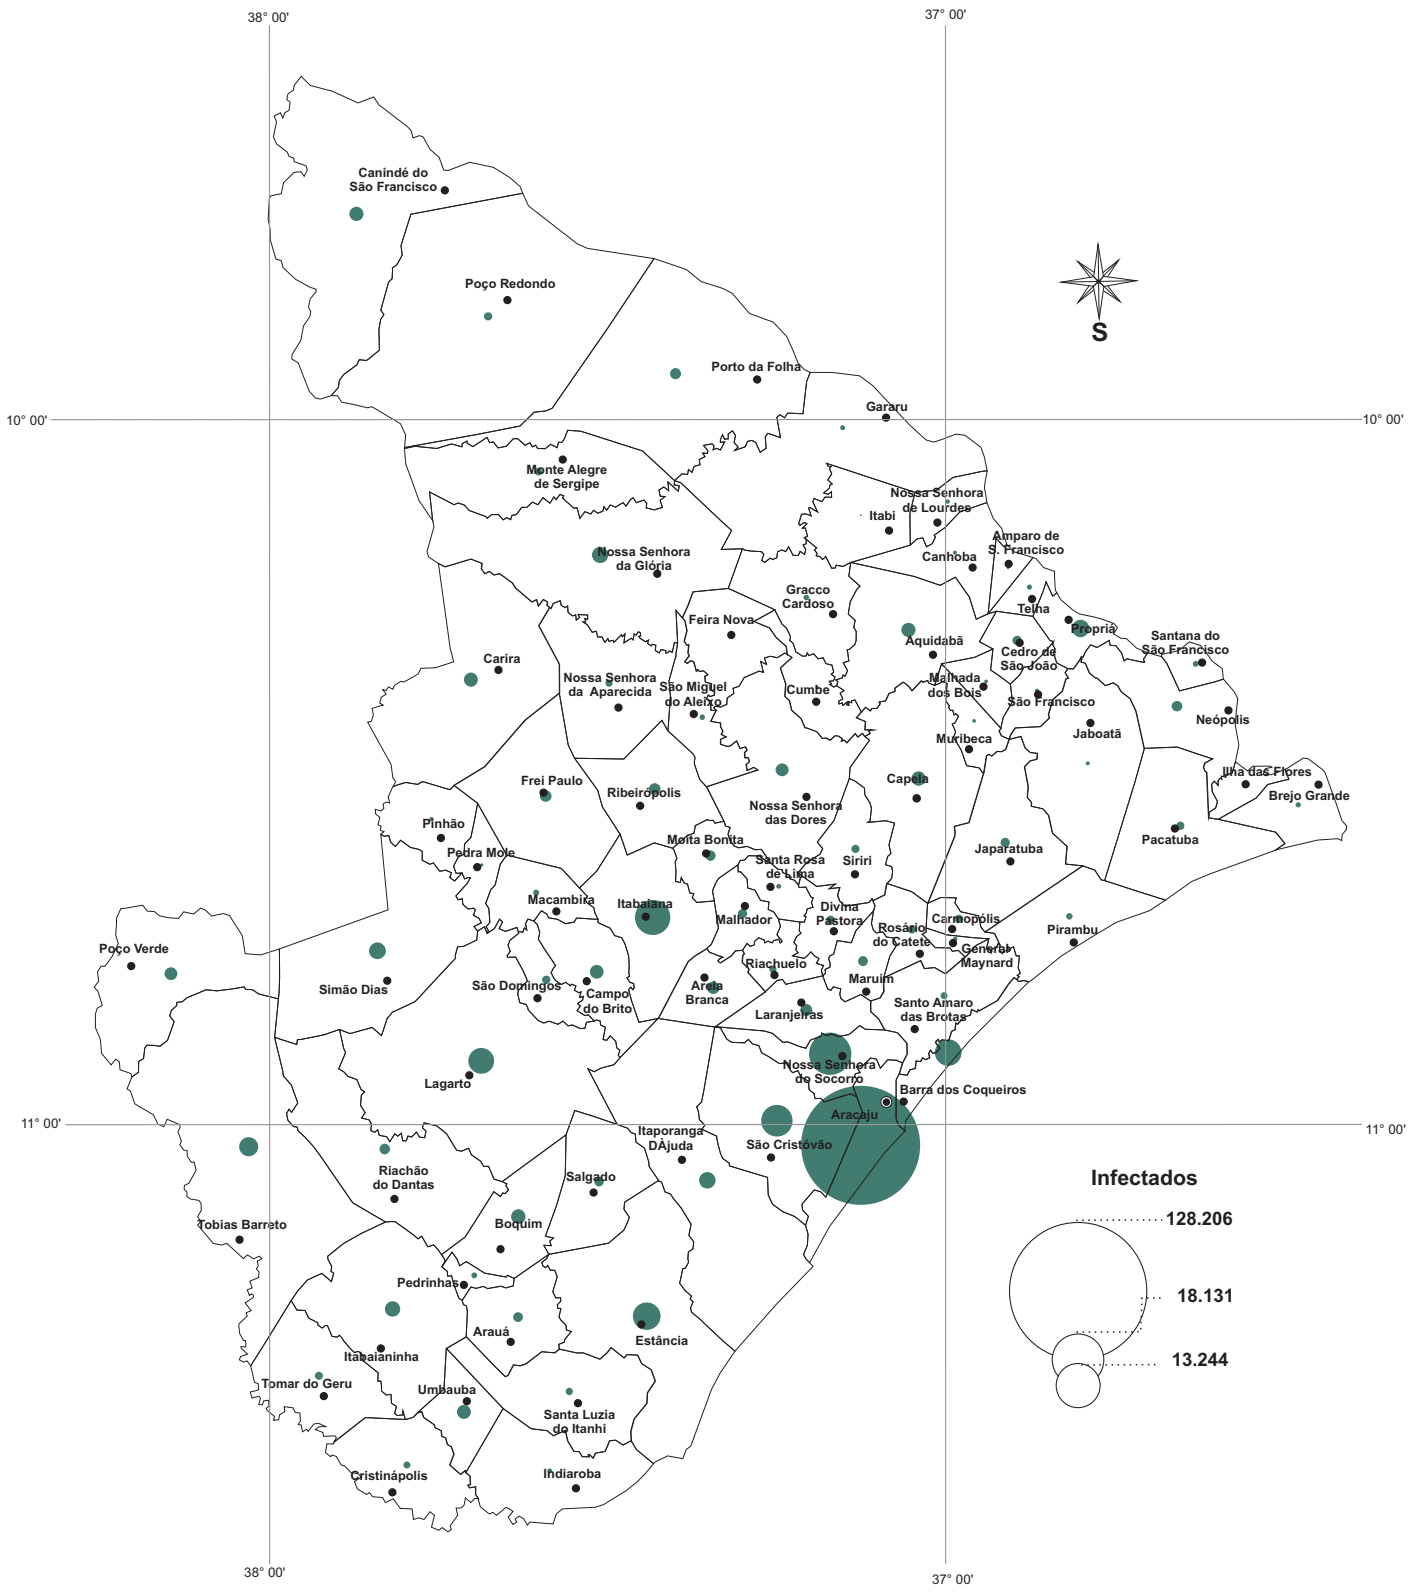 38° 00'
37° 00'
Canindé do
São Francisco
Poço Redondo
S
Porto da Folha
Gararu
10° 00'
10° 00'
Monte Alegre
de Sergipe
Nossa Senhora
de Lourdes
Itabi
Amparo de
S. Francisco
Nossa Senhora
da Glória
Canhoba
Gracco
Cardoso
Telha
Feira Nova
Propriá
Aquidabã
Santana do
São Francisco
Cedro de
São João
Carira
Nossa Senhora
da Aparecida
São Miguel
do Aleixo
Cumbe
Malhada
dos Bois
São Francisco
Neópolis
Jaboatã
Muribeca
Frei Paulo
Ribeirópolis
Capela
Ilha das Flores
Brejo Grande
Nossa Senhora
das Dores
Pinhão
Pedra Mole
Moita Bonita
Santa Rosa
de Lima
Siriri
Japaratuba
Pacatuba
Macambira
Itabaiana
Malhador
Divina
Pastora
Carmopólis
Rosário
do Catete
Pirambu
General
Maynard
Poço Verde
Simão Dias
São Domingos
Campo
do Brito
Areia
Branca
Riachuelo
Maruim
Laranjeiras
Santo Amaro
das Brotas
Nossa Senhora
do Socorro
Lagarto
Barra dos Coqueiros
Aracaju
11° 00'
11° 00'
Itaporanga
DÀjuda
São Cristóvão
Riachão
do Dantas
Salgado
Infectados
Tobias Barreto
Boquim
128.206
Pedrinhas
18.131
Arauá
Estância
Itabaianinha
13.244
Tomar do Geru
Umbauba
Santa Luzia
do Itanhi
Cristinápolis
Indiaroba
38° 00'
37° 00'